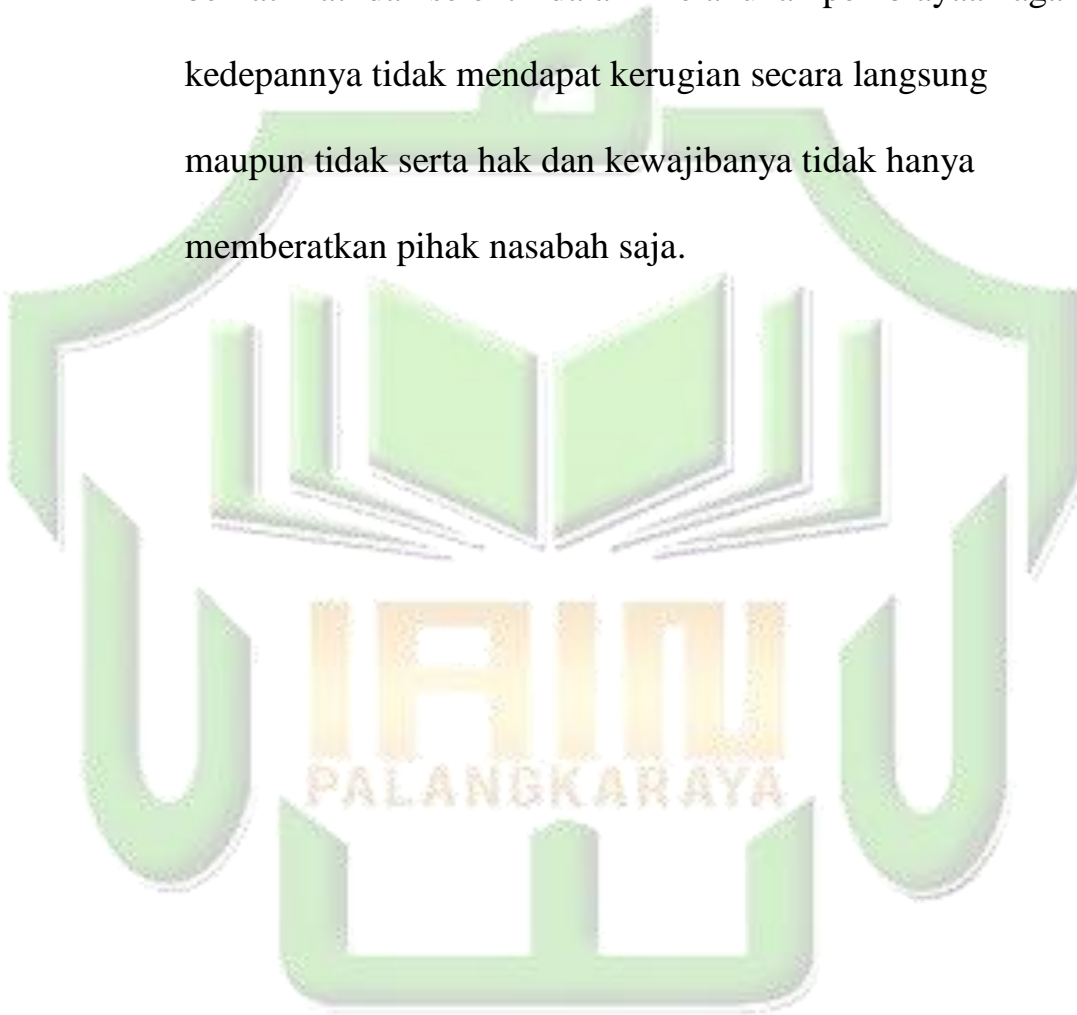 kedepannya tidak mendapat kerugian secara langsung
maupun tidak serta hak dan kewajibanya tidak hanya
memberatkan pihak nasabah saja.
IAIN
PALANGKARAYA